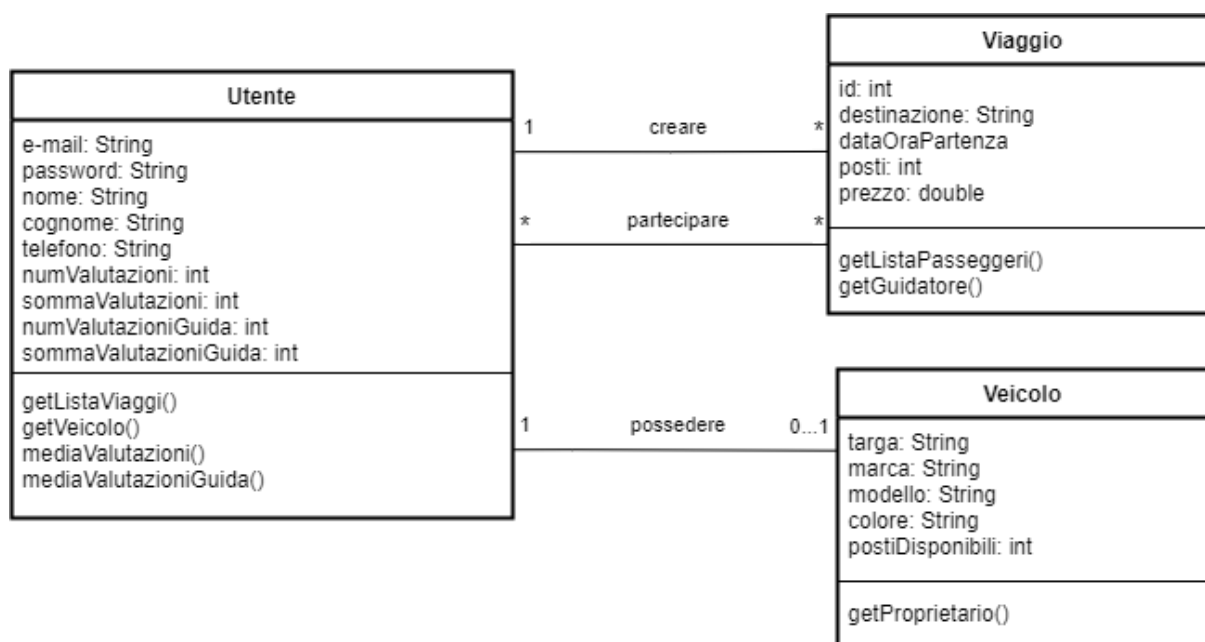 Utente
e-mail: String
password: String
nome: String
cognome: String
telefono: String
numValutazioni: int
sommaValutazioni: int
numValutazioniGuida: int
sommaValutazioniGuida: int
getListaViaggi()
getVeicolo()
mediaValutazioni()
mediaValutazioniGuida()
1 creare *
* partecipare *
1 possedere 0...1
Viaggio
id: int
destinazione: String
dataOraPartenza
posti: int
prezzo: double
getListaPasseggeri()
getGuidatore()
Veicolo
targa: String
marca: String
modello: String
colore: String
postiDisponibili: int
getProprietario()